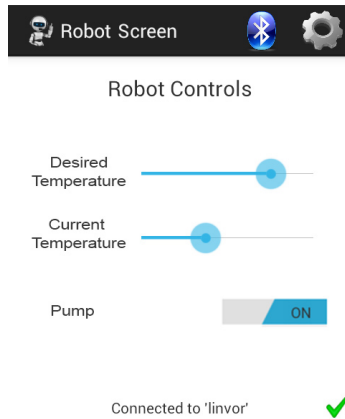 Robot Screen
Robot Controls
Desired
Temperature
Current
Temperature
Pump
ON
Connected to 'linvor'